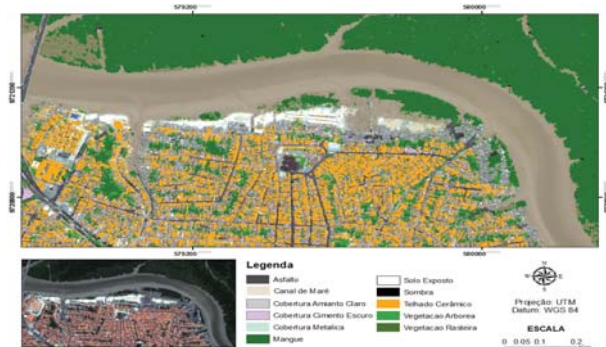 579200 580000
579200 580000
Legenda
Asfalto
Canal de Maré
Cobertura Amianto Claro
Cobertura Cimento Escuro
Cobertura Metalica
Mangue
Solo Exposto
Sombra
Telhado Cerâmico
Vegetacao Arborea
Vegetacao Rasteira
Projeção: UTM
Datum: WGS 84
ESCALA
0 0.05 0.1 0.2